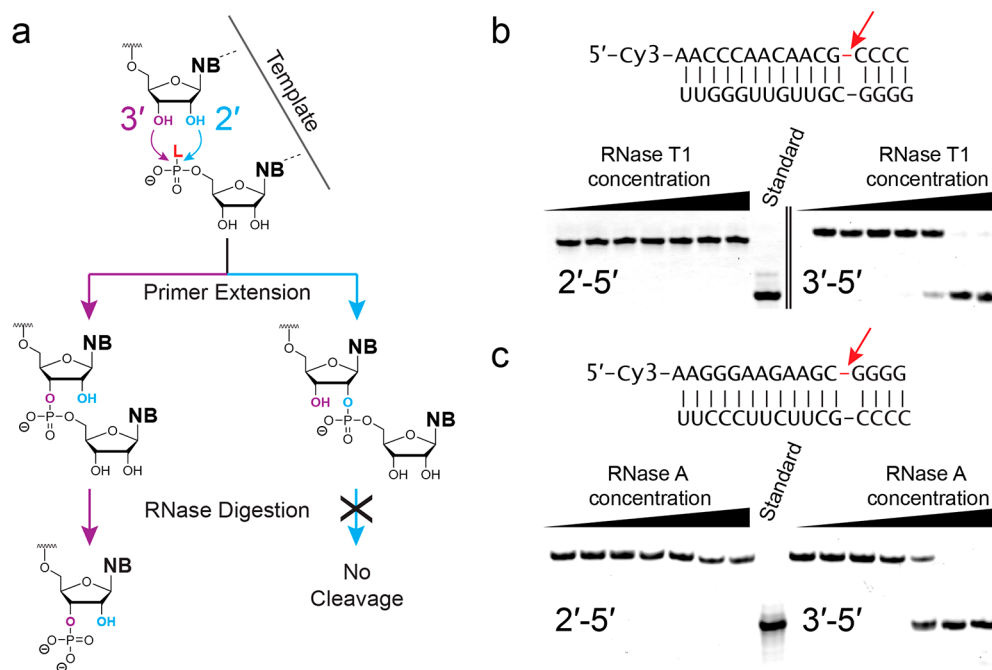 a
O
O
NB
3′
OH
OH
2′
Template
L
⊖
O-P-O
O
O
NB
OH
OH
Primer Extension
O
O
NB
O
OH
⊖
O-P-O
O
O
NB
OH
OH
O
O
NB
OH
O
⊖
O-P-O
O
O
NB
OH
OH
RNase Digestion
O
O
NB
O
OH
⊖
O-P=O
O
⊖
No
Cleavage
b
5′-Cy3-AACCCAACAACG-CCCC
UUGGGUUGUUGC-GGGG
RNase T1
concentration
Standard
RNase T1
concentration
2′-5′
3′-5′
c
5′-Cy3-AAGGGAAGAAGC-GGGG
UUCCCUUCUUCG-CCCC
RNase A
concentration
Standard
RNase A
concentration
2′-5′
3′-5′